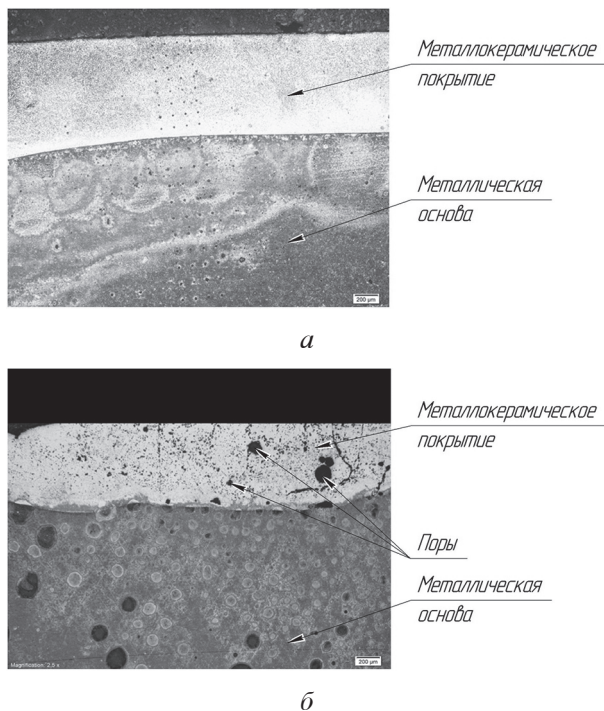 Металлокерамическое
покрытие
Металлическая
основа
200 µm
а
Металлокерамическое
покрытие
Поры
Металлическая
основа
Magnification: 2,5 x
200 µm
б